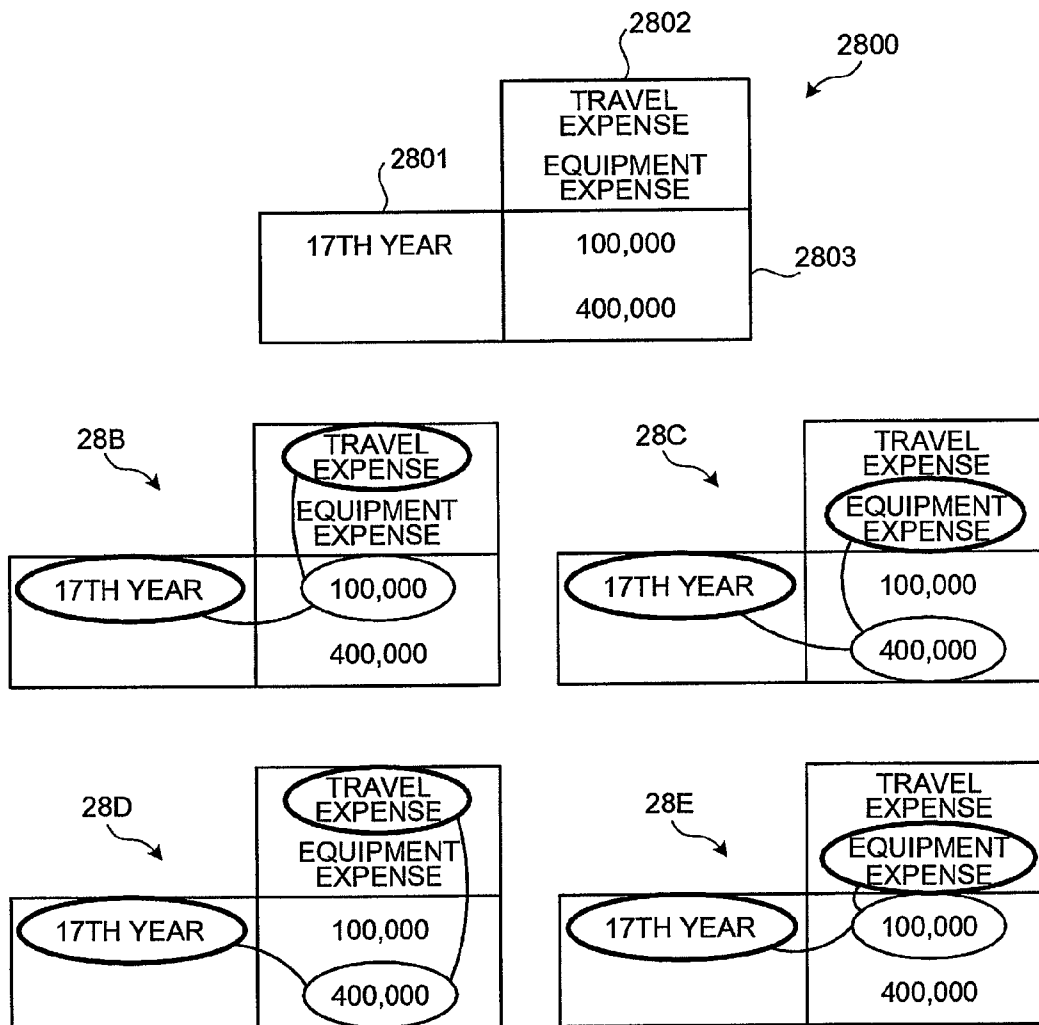 2802
2800
TRAVEL
EXPENSE
2801
EQUIPMENT
EXPENSE
17TH YEAR
100,000
2803
400,000
28B
TRAVEL
EXPENSE
EQUIPMENT
EXPENSE
17TH YEAR
100,000
400,000
28C
TRAVEL
EXPENSE
EQUIPMENT
EXPENSE
17TH YEAR
100,000
400,000
28D
TRAVEL
EXPENSE
EQUIPMENT
EXPENSE
17TH YEAR
100,000
400,000
28E
TRAVEL
EXPENSE
EQUIPMENT
EXPENSE
17TH YEAR
100,000
400,000